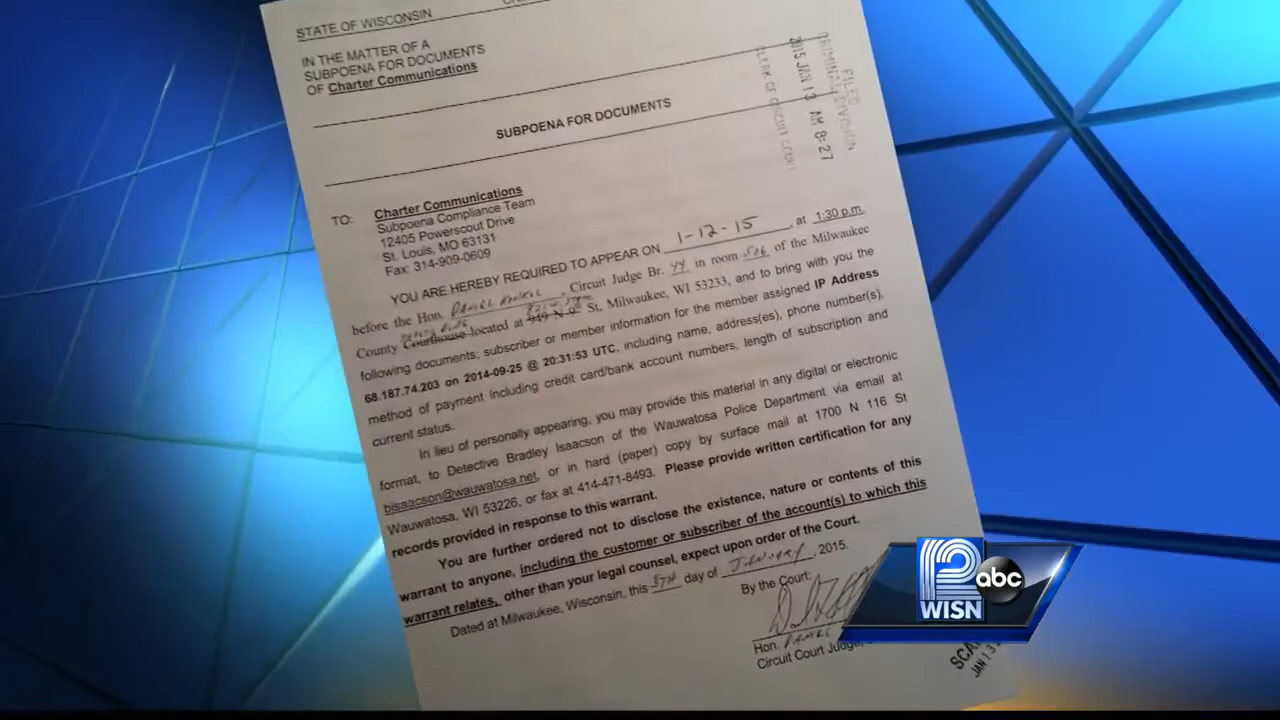 STATE OF WISCONSIN
IN THE MATTER OF A
SUBPOENA FOR DOCUMENTS
OF Charter Communications
FILED
CRIMINAL DIVISION
2015 JAN 13 AM 8:27
CLERK OF CIRCUIT COURT
SUBPOENA FOR DOCUMENTS
TO: Charter Communications
Subpoena Compliance Team
12405 Powerscout Drive
St. Louis, MO 63131
Fax: 314-909-0609
YOU ARE HEREBY REQUIRED TO APPEAR ON 1-12-15, at 1:30 p.m.
before the Hon. DANIEL KONKOL, Circuit Judge Br. 44 in room 506 of the Milwaukee
County Courthouse located at 949 N 9th St, Milwaukee, WI 53233, and to bring with you the
following documents: subscriber or member information for the member assigned IP Address
68.187.74.203 on 2014-09-25 @ 20:31:53 UTC, including name, address(es), phone number(s),
method of payment including credit card/bank account numbers, length of subscription and
current status.
In lieu of personally appearing, you may provide this material in any digital or electronic
format, to Detective Bradley Isaacson of the Wauwatosa Police Department via email at
bisaacson@wauwatosa.net, or in hard (paper) copy by surface mail at 1700 N 116 St
Wauwatosa, WI 53226, or fax at 414-471-8493. Please provide written certification for any
records provided in response to this warrant.
You are further ordered not to disclose the existence, nature or contents of this
warrant to anyone, including the customer or subscriber of the account(s) to which this
warrant relates, other than your legal counsel, expect upon order of the Court.
Dated at Milwaukee, Wisconsin, this 5TH day of JANUARY, 2015.
By the Court:
Hon. DANIEL
Circuit Court Judge,
JAN 13
12
WISN
abc